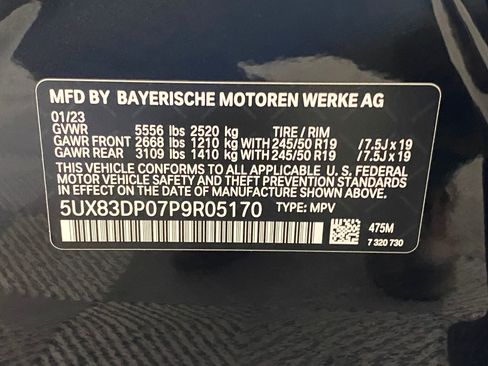 MFD BY BAYERISCHE MOTOREN WERKE AG
01/23
GVWR 5556 lbs 2520 kg TIRE / RIM
GAWR FRONT 2668 lbs 1210 kg WITH 245/50 R19 / 7.5J x 19
GAWR REAR 3109 lbs 1410 kg WITH 245/50 R19 / 7.5J x 19
THIS VEHICLE CONFORMS TO ALL APPLICABLE U.S. FEDERAL
MOTOR VEHICLE SAFETY AND THEFT PREVENTION STANDARDS
IN EFFECT ON THE DATE OF MANUFACTURE SHOWN ABOVE.
5UX83DP07P9R05170 TYPE: MPV
475M
7 320 730